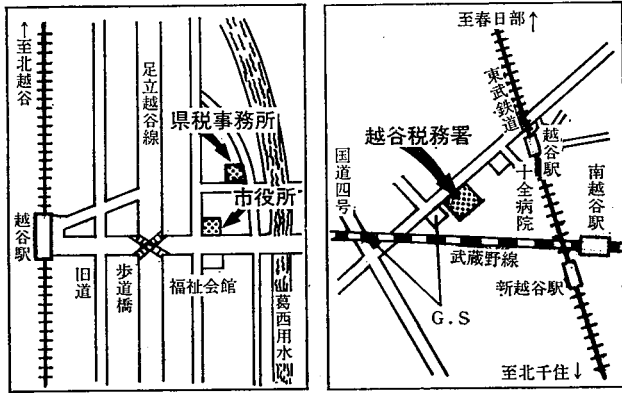 ←至北越谷
足立越谷線
県税事務所
市役所
越谷駅
旧道
歩道橋
福祉会館
葛西用水
至春日部↑
東武鉄道
越谷税務署
国道四号
越谷駅
十全病院
南越谷駅
武蔵野線
新越谷駅
G.S
至北千住↓